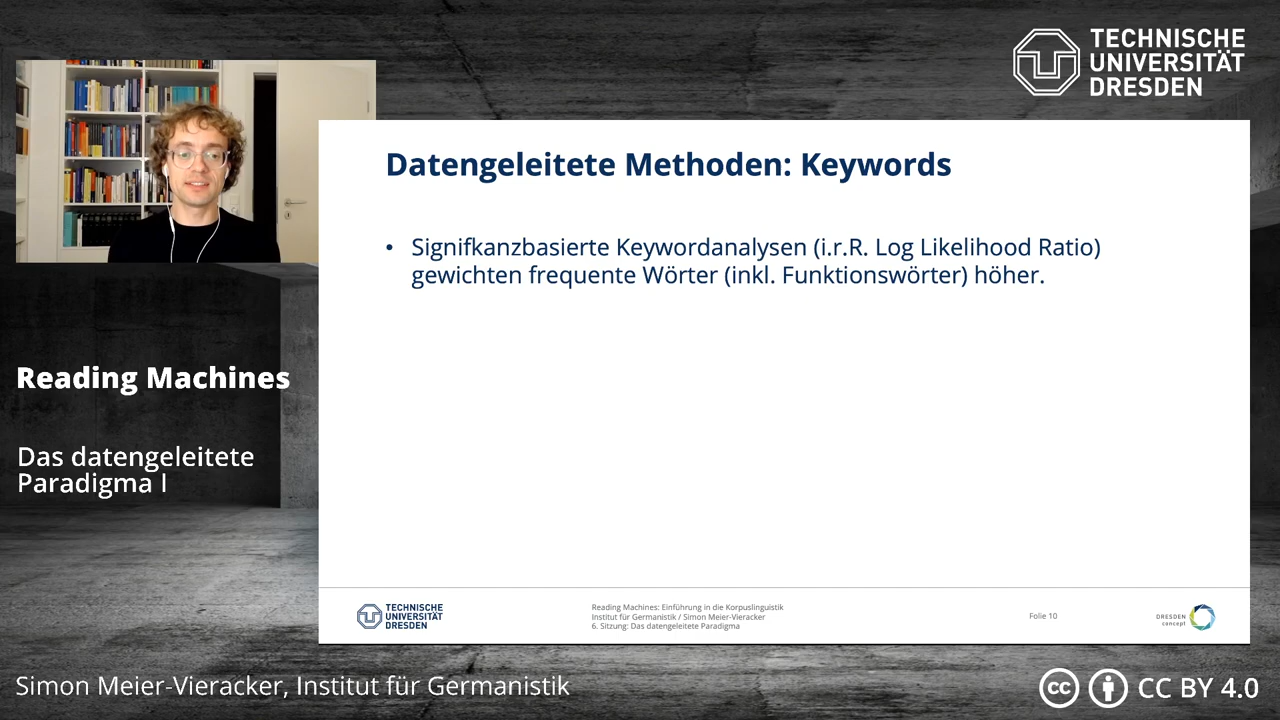 TECHNISCHE
UNIVERSITÄT
DRESDEN
Datengeleitete Methoden: Keywords
• Signifkanzbasierte Keywordanalysen (i.r.R. Log Likelihood Ratio)
gewichten frequente Wörter (inkl. Funktionswörter) höher.
Reading Machines
Das datengeleitete
Paradigma I
TECHNISCHE
UNIVERSITÄT
DRESDEN
Reading Machines: Einführung in die Korpuslinguistik
Institut für Germanistik / Simon Meier-Vieracker
6. Sitzung: Das datengeleitete Paradigma
Folie 10
DRESDEN
concept
Simon Meier-Vieracker, Institut für Germanistik
cc CC BY 4.0